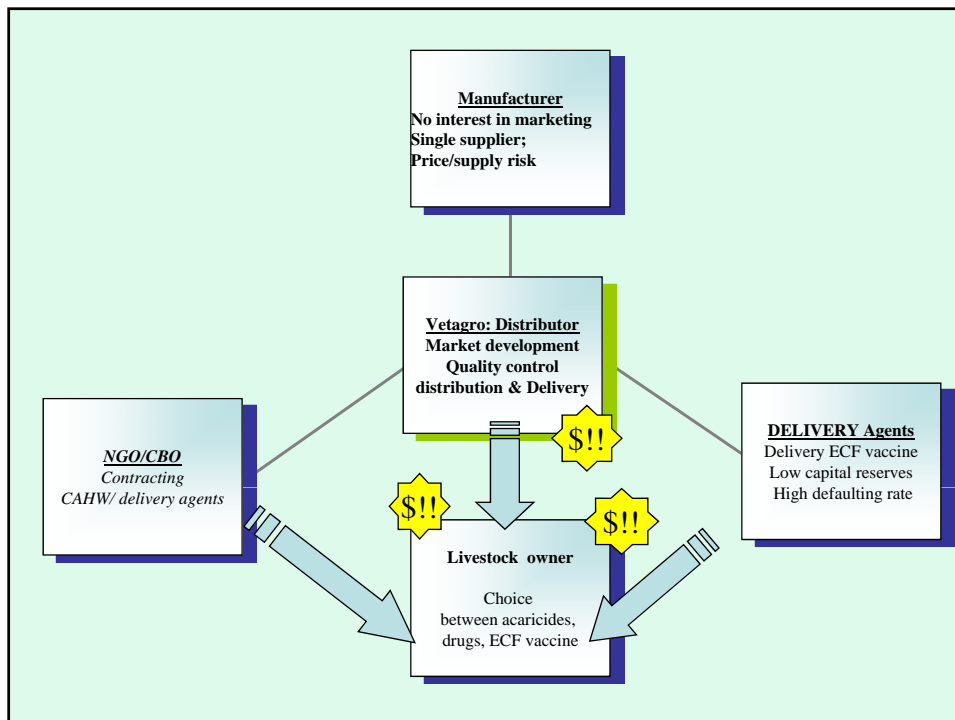 Manufacturer
No interest in marketing
Single supplier;
Price/supply risk
Vetagro: Distributor
Market development
Quality control
distribution & Delivery
$!!
NGO/CBO
Contracting
CAHW/ delivery agents
DELIVERY Agents
Delivery ECF vaccine
Low capital reserves
High defaulting rate
$!!
$!!
Livestock owner
Choice
between acaricides,
drugs, ECF vaccine